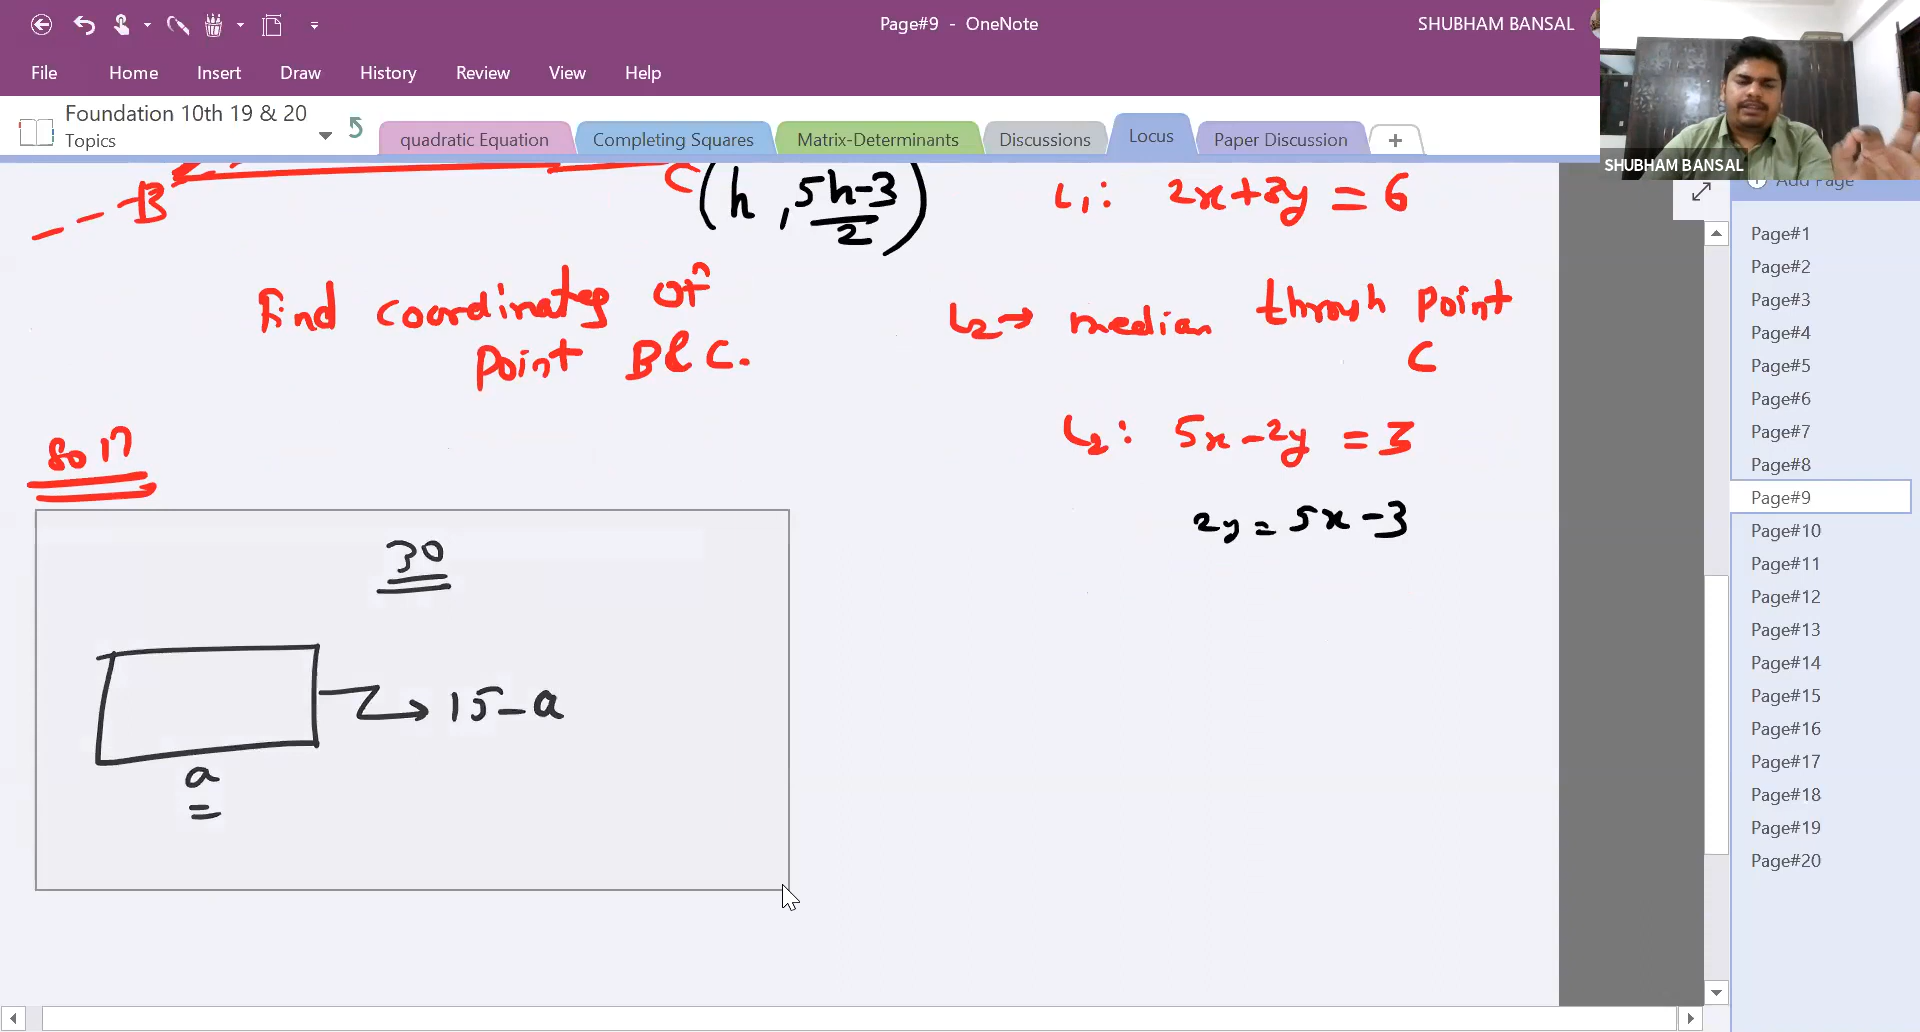 Page#9 - OneNote
SHUBHAM BANSAL
File Home Insert Draw History Review View Help
Foundation 10th 19 & 20
Topics
quadratic Equation
Completing Squares
Matrix-Determinants
Discussions
Locus
Paper Discussion
+
SHUBHAM BANSAL
Add Page
B
C (h, 5h-3/2)
L1: 2x+3y = 6
Find coordinates of
point B & C.
L2 → median through point
C
L2: 5x-2y = 3
2y = 5x-3
Soln
30
15-a
a
Page#1
Page#2
Page#3
Page#4
Page#5
Page#6
Page#7
Page#8
Page#9
Page#10
Page#11
Page#12
Page#13
Page#14
Page#15
Page#16
Page#17
Page#18
Page#19
Page#20